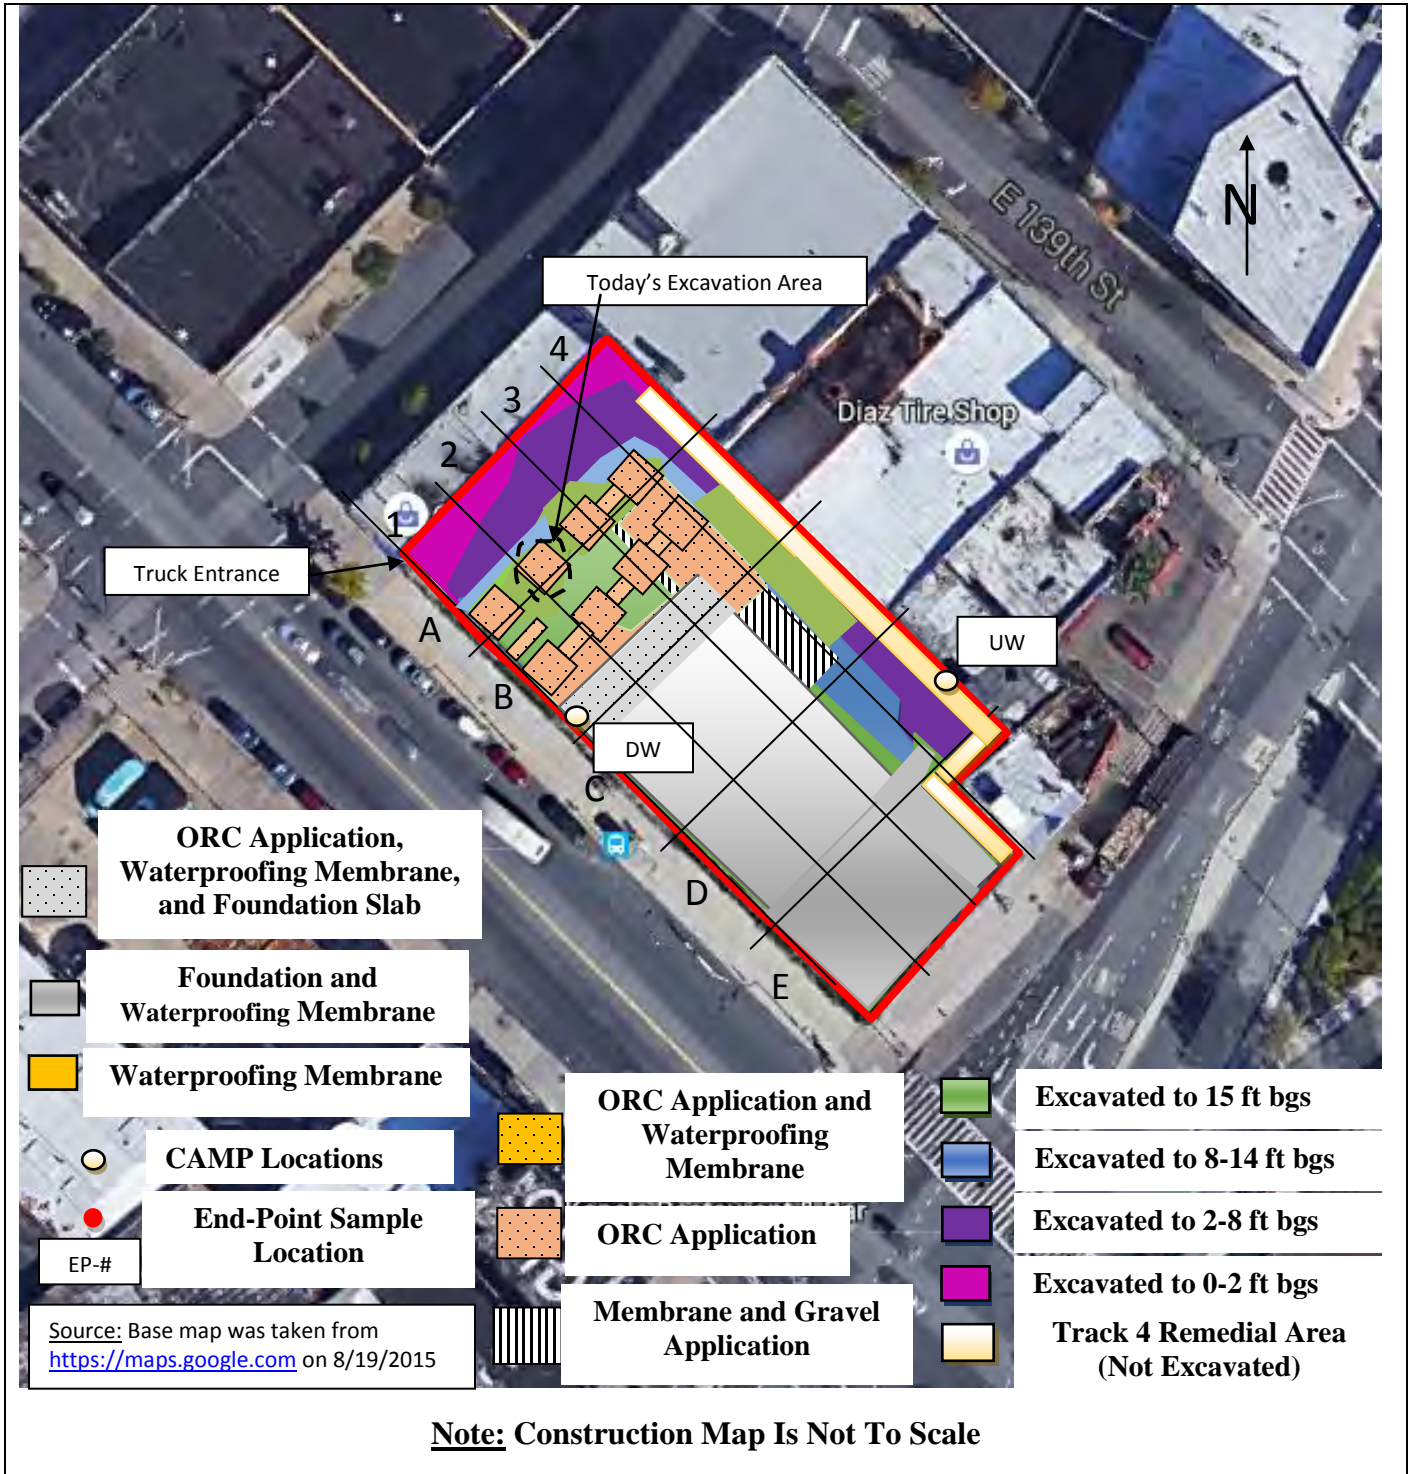 E 139th St
N
Today's Excavation Area
4
3
Diaz Tire Shop
2
1
Truck Entrance
A
UW
B
DW
C
D
E
ORC Application,
Waterproofing Membrane,
and Foundation Slab
Foundation and
Waterproofing Membrane
Waterproofing Membrane
CAMP Locations
End-Point Sample
Location
EP-#
Source: Base map was taken from
https://maps.google.com on 8/19/2015
ORC Application and
Waterproofing
Membrane
ORC Application
Membrane and Gravel
Application
Excavated to 15 ft bgs
Excavated to 8-14 ft bgs
Excavated to 2-8 ft bgs
Excavated to 0-2 ft bgs
Track 4 Remedial Area
(Not Excavated)
Note: Construction Map Is Not To Scale